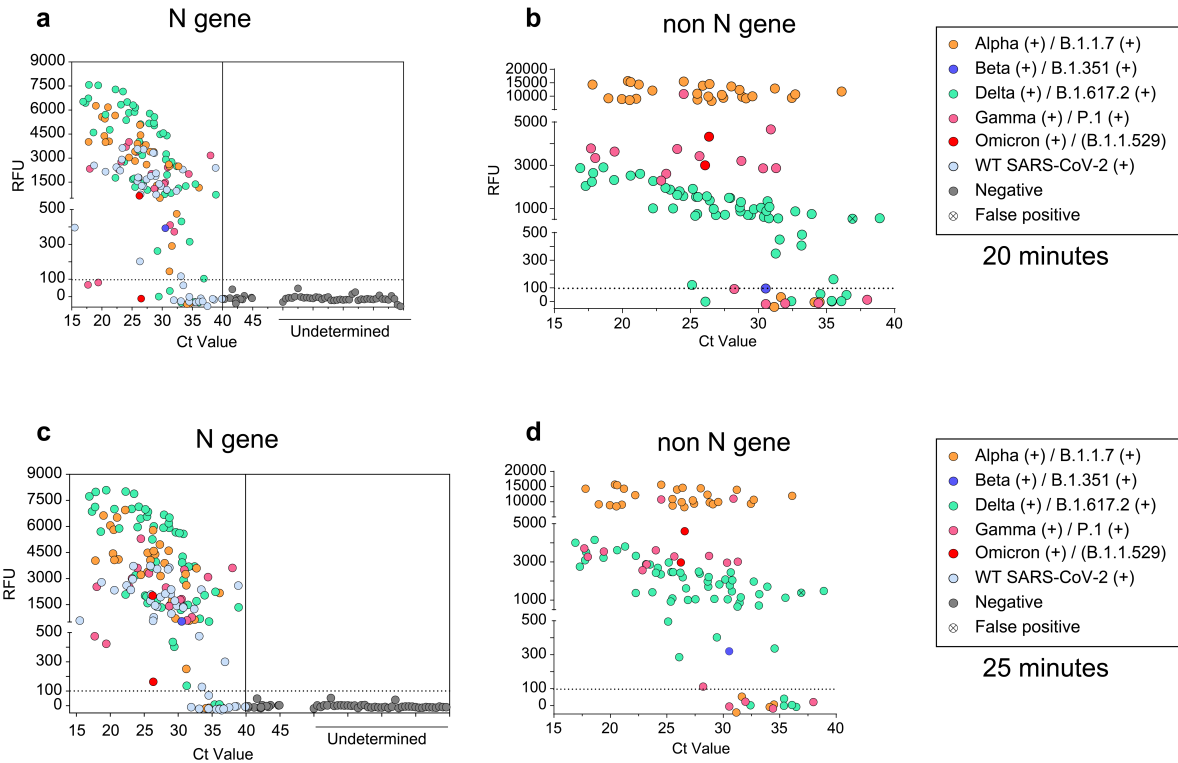 a
N gene
9000
7500
6000
4500
3000
1500
500
300
100
0
RFU
15
20
25
30
35
40
45
Undetermined
Ct Value
b
non N gene
20000
15000
10000
5000
3000
1000
500
300
100
0
RFU
15
20
25
30
35
40
Ct Value
Alpha (+) / B.1.1.7 (+)
Beta (+) / B.1.351 (+)
Delta (+) / B.1.617.2 (+)
Gamma (+) / P.1 (+)
Omicron (+) / (B.1.1.529)
WT SARS-CoV-2 (+)
Negative
False positive
20 minutes
c
N gene
9000
7500
6000
4500
3000
1500
500
300
100
0
RFU
15
20
25
30
35
40
45
Undetermined
Ct Value
d
non N gene
20000
15000
10000
5000
3000
1000
500
300
100
0
15
20
25
30
35
40
Ct Value
Alpha (+) / B.1.1.7 (+)
Beta (+) / B.1.351 (+)
Delta (+) / B.1.617.2 (+)
Gamma (+) / P.1 (+)
Omicron (+) / (B.1.1.529)
WT SARS-CoV-2 (+)
Negative
False positive
25 minutes